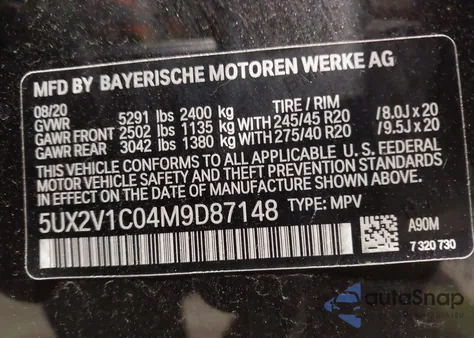 MFD BY BAYERISCHE MOTOREN WERKE AG
08/20
GVWR 5291 lbs 2400 kg TIRE / RIM
GAWR FRONT 2502 lbs 1135 kg WITH 245/45 R20 /8.0J x 20
GAWR REAR 3042 lbs 1380 kg WITH 275/40 R20 /9.5J x 20
THIS VEHICLE CONFORMS TO ALL APPLICABLE U. S. FEDERAL
MOTOR VEHICLE SAFETY AND THEFT PREVENTION STANDARDS
IN EFFECT ON THE DATE OF MANUFACTURE SHOWN ABOVE.
5UX2V1C04M9D87148 TYPE: MPV
A90M
7 320 730
autoSnap